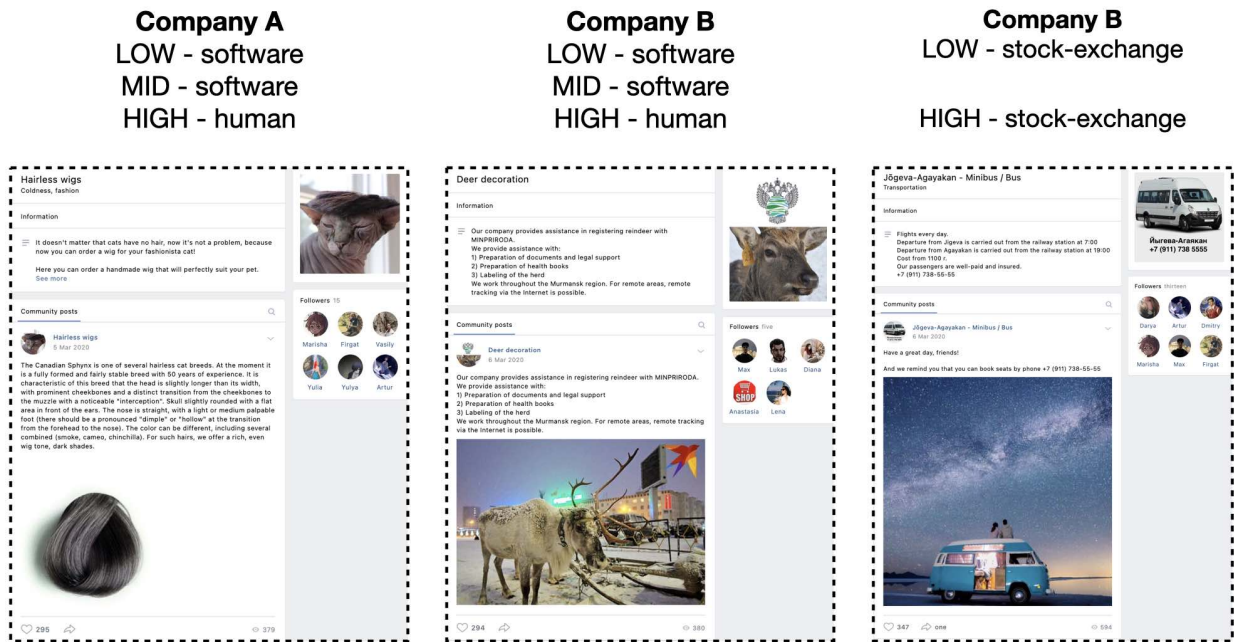 Company A
LOW - software
MID - software
HIGH - human
Company B
LOW - software
MID - software
HIGH - human
Company B
LOW - stock-exchange
HIGH - stock-exchange
Hairless wigs
Coldness, fashion
Information
It doesn't matter that cats have no hair, now it's not a problem, because
now you can order a wig for your fashionista cat!
Here you can order a handmade wig that will perfectly suit your pet.
See more
Followers 15
Marisha Firgat Vasily
Yulia Yulya Artur
Community posts
Hairless wigs
5 Mar 2020
The Canadian Sphynx is one of several hairless cat breeds. At the moment it
is a fully formed and fairly stable breed with 50 years of experience. It is
characteristic of this breed that the head is slightly longer than its width,
with prominent cheekbones and a distinct transition from the cheekbones to
the muzzle with a noticeable "interception". Skull slightly rounded with a flat
area in front of the ears. The nose is straight, with a light or medium palpable
foot (there should be a pronounced "dimple" or "hollow" at the transition
from the forehead to the nose). The color can be different, including several
combined (smoke, cameo, chinchilla). For such hairs, we offer a rich, even
wig tone, dark shades.
295
379
Deer decoration
Information
Our company provides assistance in registering reindeer with
MINPRIRODA.
We provide assistance with:
1) Preparation of documents and legal support
2) Preparation of health books
3) Labeling of the herd
We work throughout the Murmansk region. For remote areas, remote
tracking via the Internet is possible.
Followers five
Max Lukas Diana
SHOP
Anastasia Lena
Community posts
Deer decoration
6 Mar 2020
Our company provides assistance in registering reindeer with MINPRIRODA.
We provide assistance with:
1) Preparation of documents and legal support
2) Preparation of health books
3) Labeling of the herd
We work throughout the Murmansk region. For remote areas, remote tracking
via the Internet is possible.
294
380
Jõgeva-Agayakan - Minibus / Bus
Transportation
Information
Flights every day.
Departure from Jigeva is carried out from the railway station at 7:00
Departure from Agayakan is carried out from the railway station at 19:00
Cost from 1100 r.
Our passengers are well-paid and insured.
+7 (911) 738-55-55
Йыгева-Агаякан
+7 (911) 738 5555
Followers thirteen
Darya Artur Dmitry
Marisha Max Firgat
Community posts
Jõgeva-Agayakan - Minibus / Bus
6 Mar 2020
Have a great day, friends!
And we remind you that you can book seats by phone +7 (911) 738-55-55
347
one
594